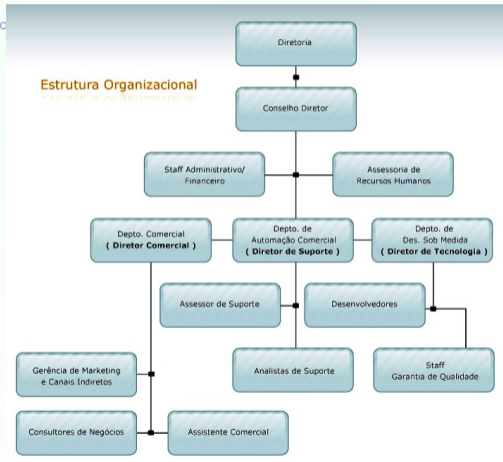 Diretoria
Estrutura Organizacional
Conselho Diretor
Staff Administrativo/
Financeiro
Assessoria de
Recursos Humanos
Depto. Comercial
( Diretor Comercial )
Depto. de
Automação Comercial
( Diretor de Suporte )
Depto. de
Des. Sob Medida
( Diretor de Tecnologia )
Assessor de Suporte
Desenvolvedores
Gerência de Marketing
e Canais Indiretos
Analistas de Suporte
Staff
Garantia de Qualidade
Consultores de Negócios
Assistente Comercial